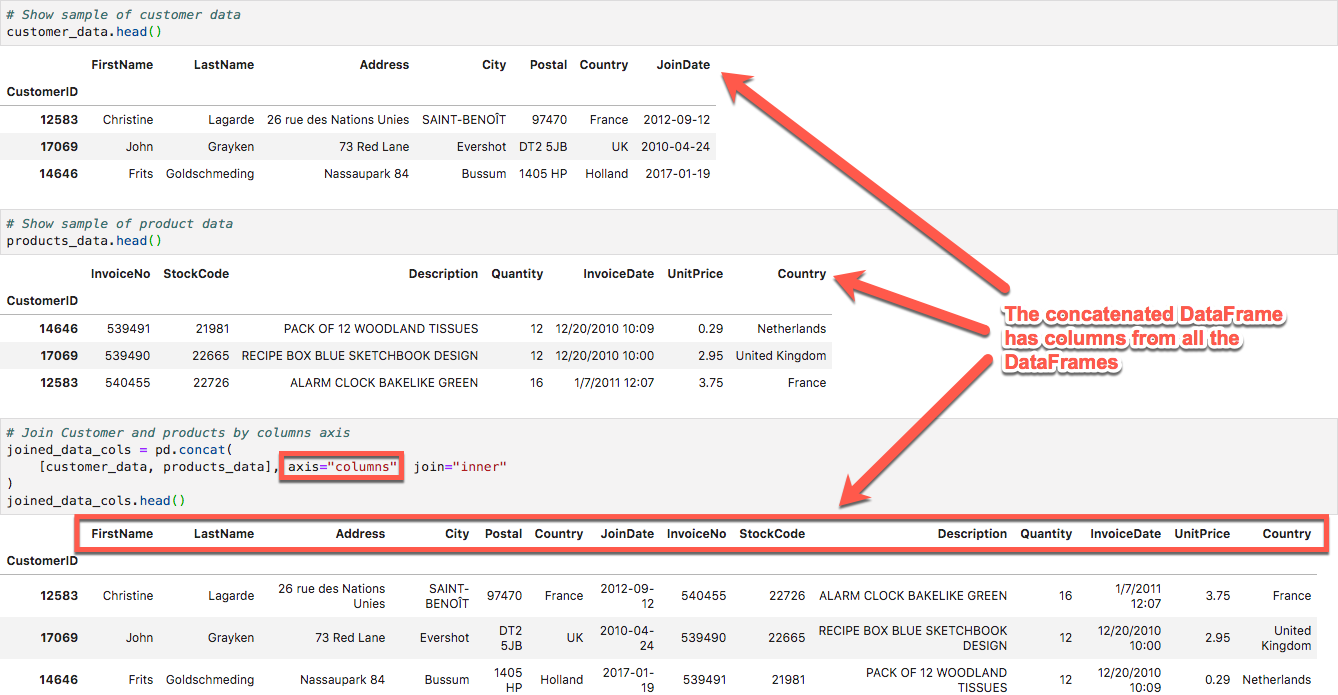 # Show sample of customer data
customer_data.head()
FirstName LastName Address City Postal Country JoinDate
CustomerID
12583 Christine Lagarde 26 rue des Nations Unies SAINT-BENOÎT 97470 France 2012-09-12
17069 John Grayken 73 Red Lane Evershot DT2 5JB UK 2010-04-24
14646 Frits Goldschmeding Nassaupark 84 Bussum 1405 HP Holland 2017-01-19
# Show sample of product data
products_data.head()
InvoiceNo StockCode Description Quantity InvoiceDate UnitPrice Country
CustomerID
14646 539491 21981 PACK OF 12 WOODLAND TISSUES 12 12/20/2010 10:09 0.29 Netherlands
17069 539490 22665 RECIPE BOX BLUE SKETCHBOOK DESIGN 12 12/20/2010 10:00 2.95 United Kingdom
12583 540455 22726 ALARM CLOCK BAKELIKE GREEN 16 1/7/2011 12:07 3.75 France
The concatenated DataFrame
has columns from all the
DataFrames
# Join Customer and products by columns axis
joined_data_cols = pd.concat(
[customer_data, products_data], axis="columns" join="inner"
)
joined_data_cols.head()
FirstName LastName Address City Postal Country JoinDate InvoiceNo StockCode Description Quantity InvoiceDate UnitPrice Country
CustomerID
12583 Christine Lagarde 26 rue des Nations SAINT- 97470 France 2012-09- 540455 22726 ALARM CLOCK BAKELIKE GREEN 16 1/7/2011 3.75 France
Unies BENOÎT 12 12:07
17069 John Grayken 73 Red Lane Evershot DT2 UK 2010-04- 539490 22665 RECIPE BOX BLUE SKETCHBOOK 12 12/20/2010 2.95 United
5JB 24 DESIGN 10:00 Kingdom
14646 Frits Goldschmeding Nassaupark 84 Bussum 1405 Holland 2017-01- 539491 21981 PACK OF 12 WOODLAND 12 12/20/2010 0.29 Netherlands
HP 19 TISSUES 10:09